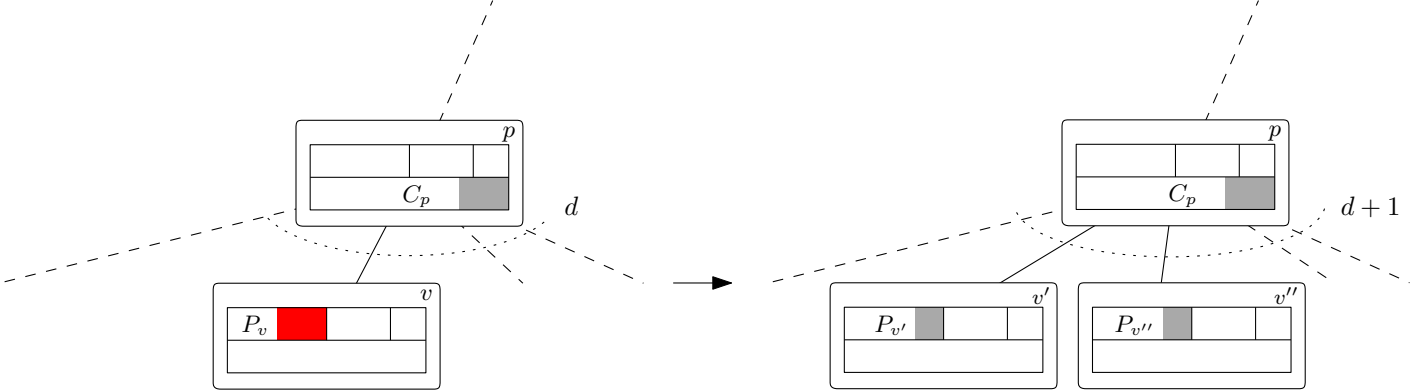 p
p
C_p
C_p
d
d + 1
v
v′
v″
P_v
P_{v′}
P_{v″}